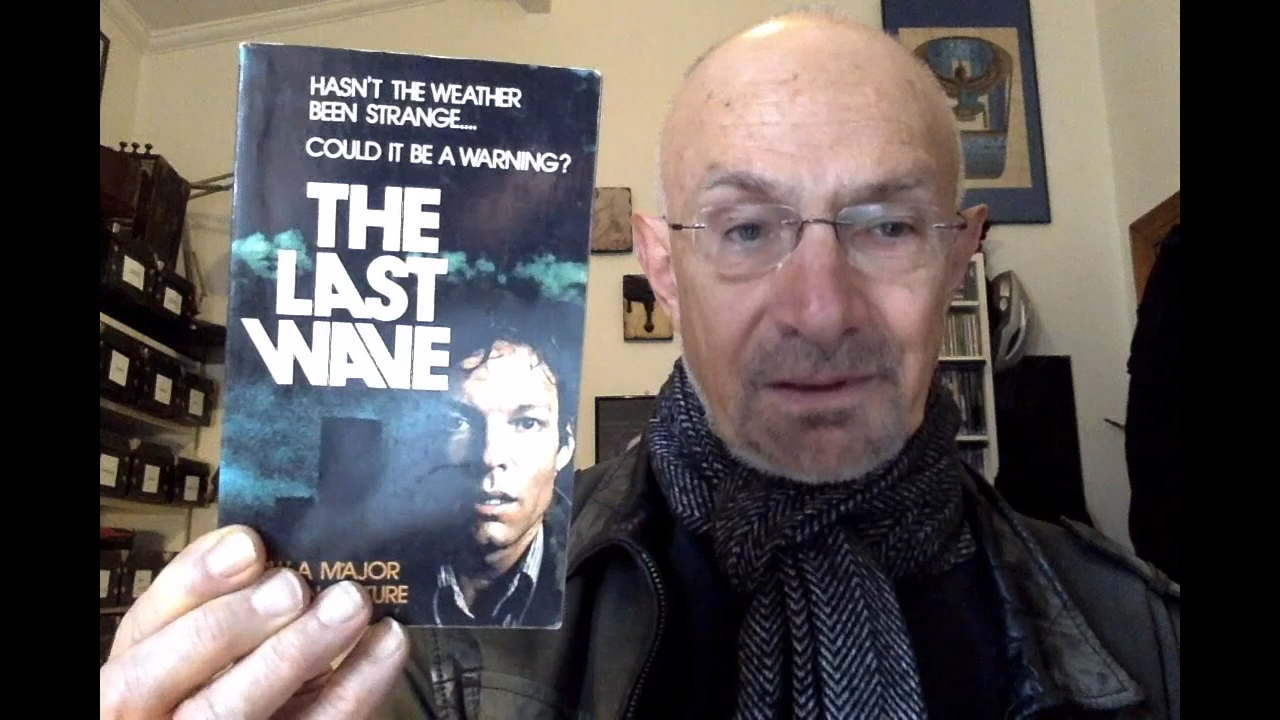 HASN'T THE WEATHER
BEEN STRANGE....
COULD IT BE A WARNING?
THE
LAST
WAVE
A MAJOR